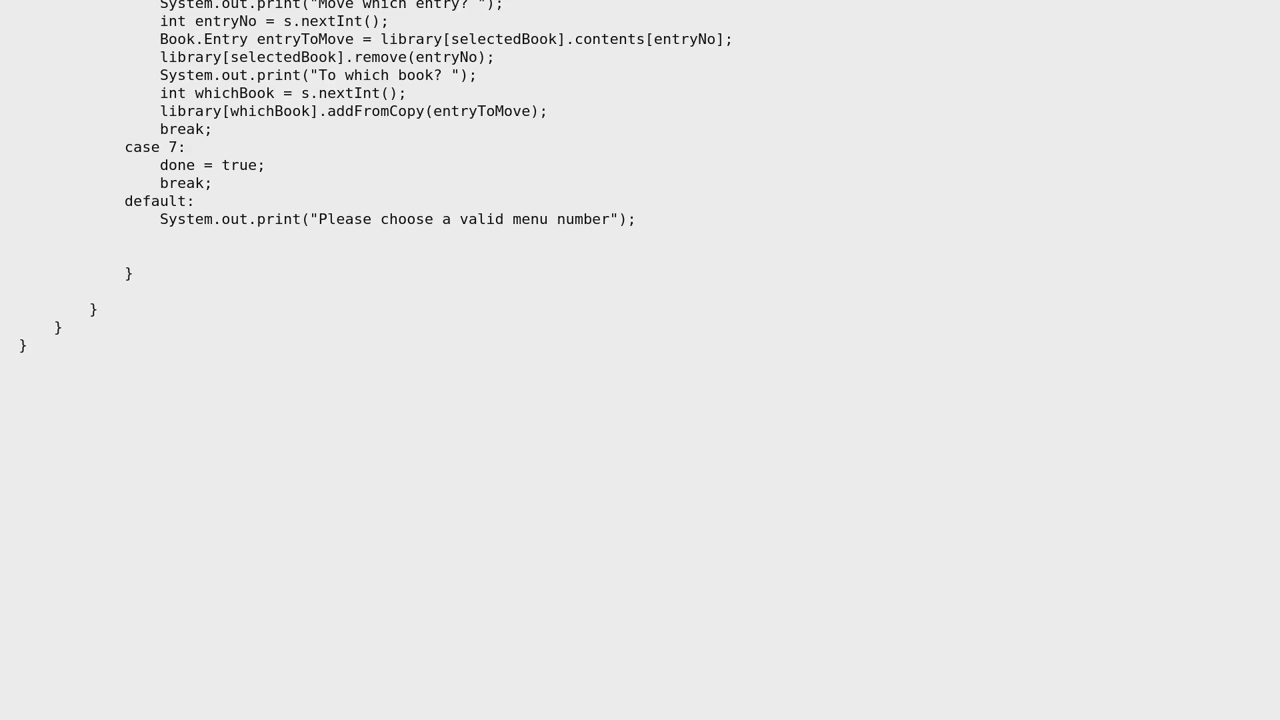 System.out.print("Move which entry? ");
int entryNo = s.nextInt();
Book.Entry entryToMove = library[selectedBook].contents[entryNo];
library[selectedBook].remove(entryNo);
System.out.print("To which book? ");
int whichBook = s.nextInt();
library[whichBook].addFromCopy(entryToMove);
break;
case 7:
done = true;
break;
default:
System.out.print("Please choose a valid menu number");
}
}
}
}